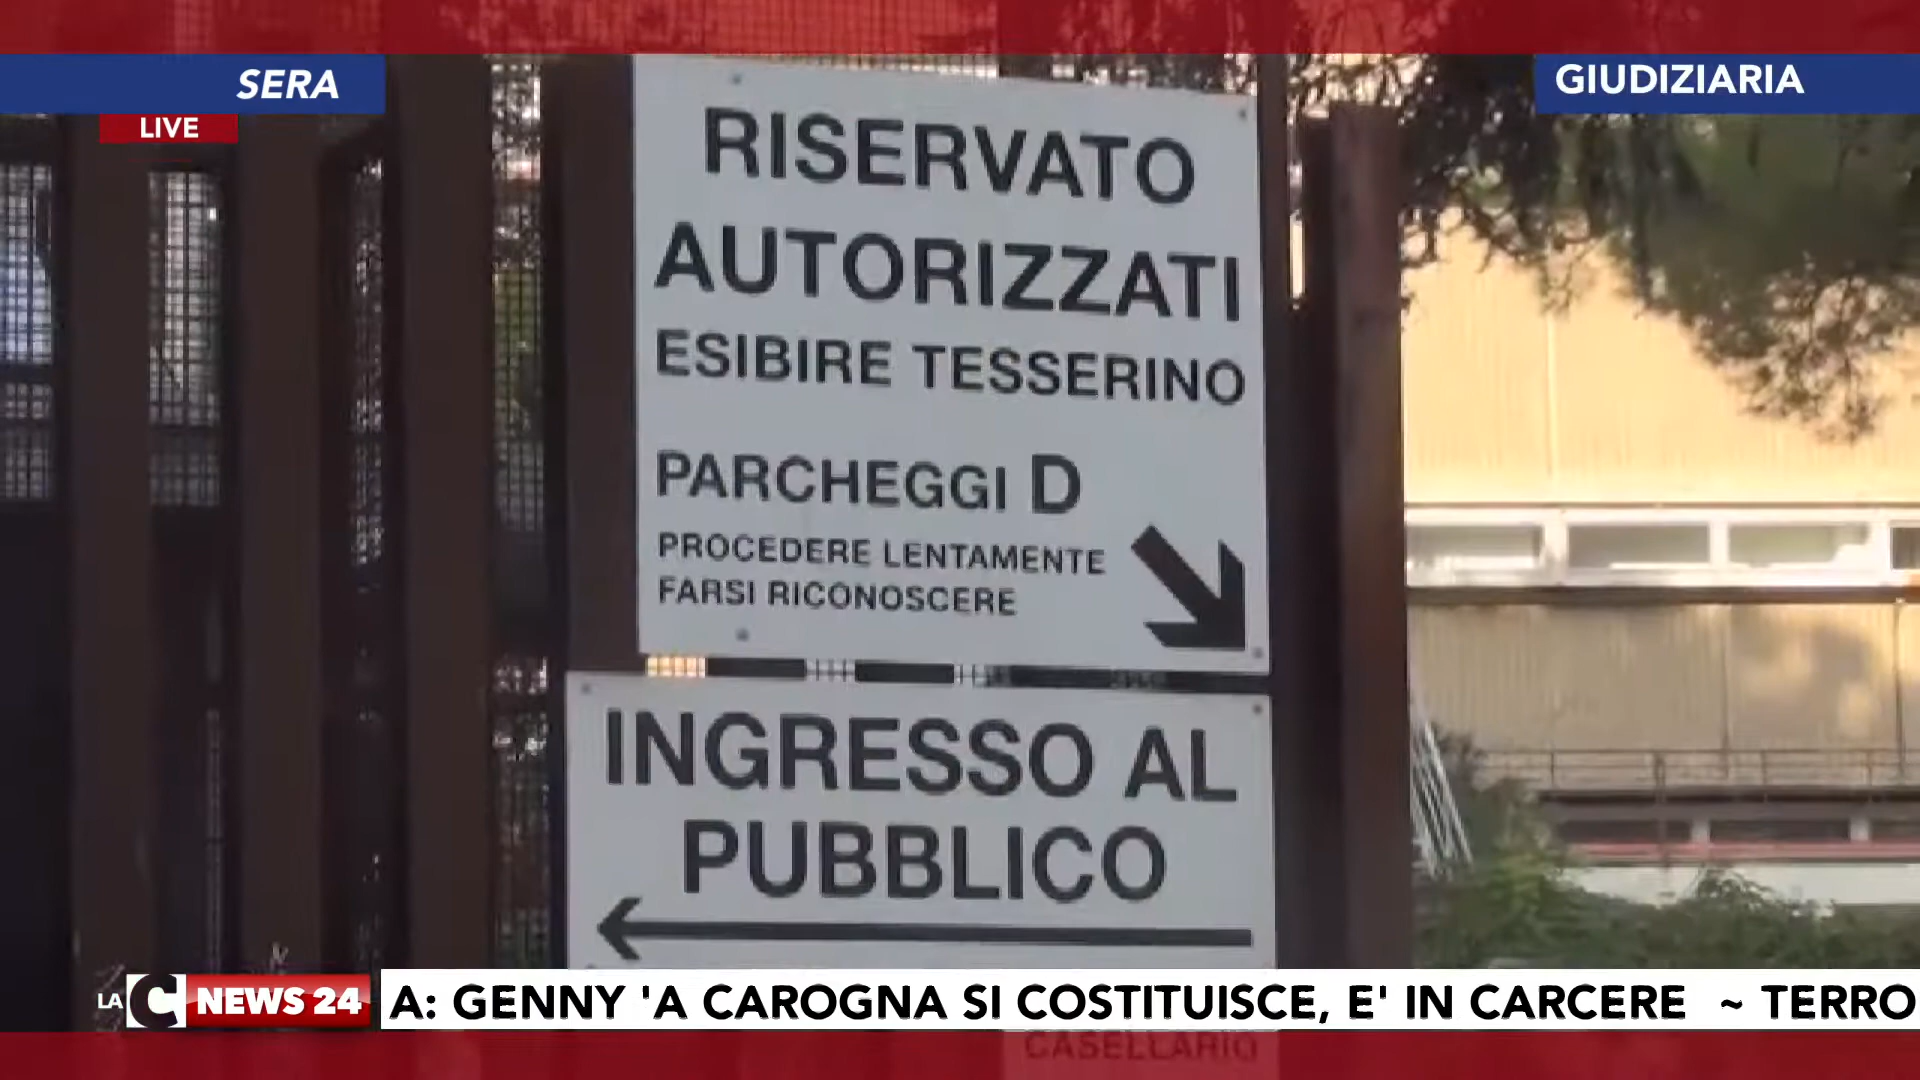 SERA
GIUDIZIARIA
LIVE
RISERVATO
AUTORIZZATI
ESIBIRE TESSERINO
PARCHEGGI D
PROCEDERE LENTAMENTE
FARSI RICONOSCERE
INGRESSO AL
PUBBLICO
LA C NEWS 24
A: GENNY 'A CAROGNA SI COSTITUISCE, E' IN CARCERE ~ TERRO
CASELLARIO